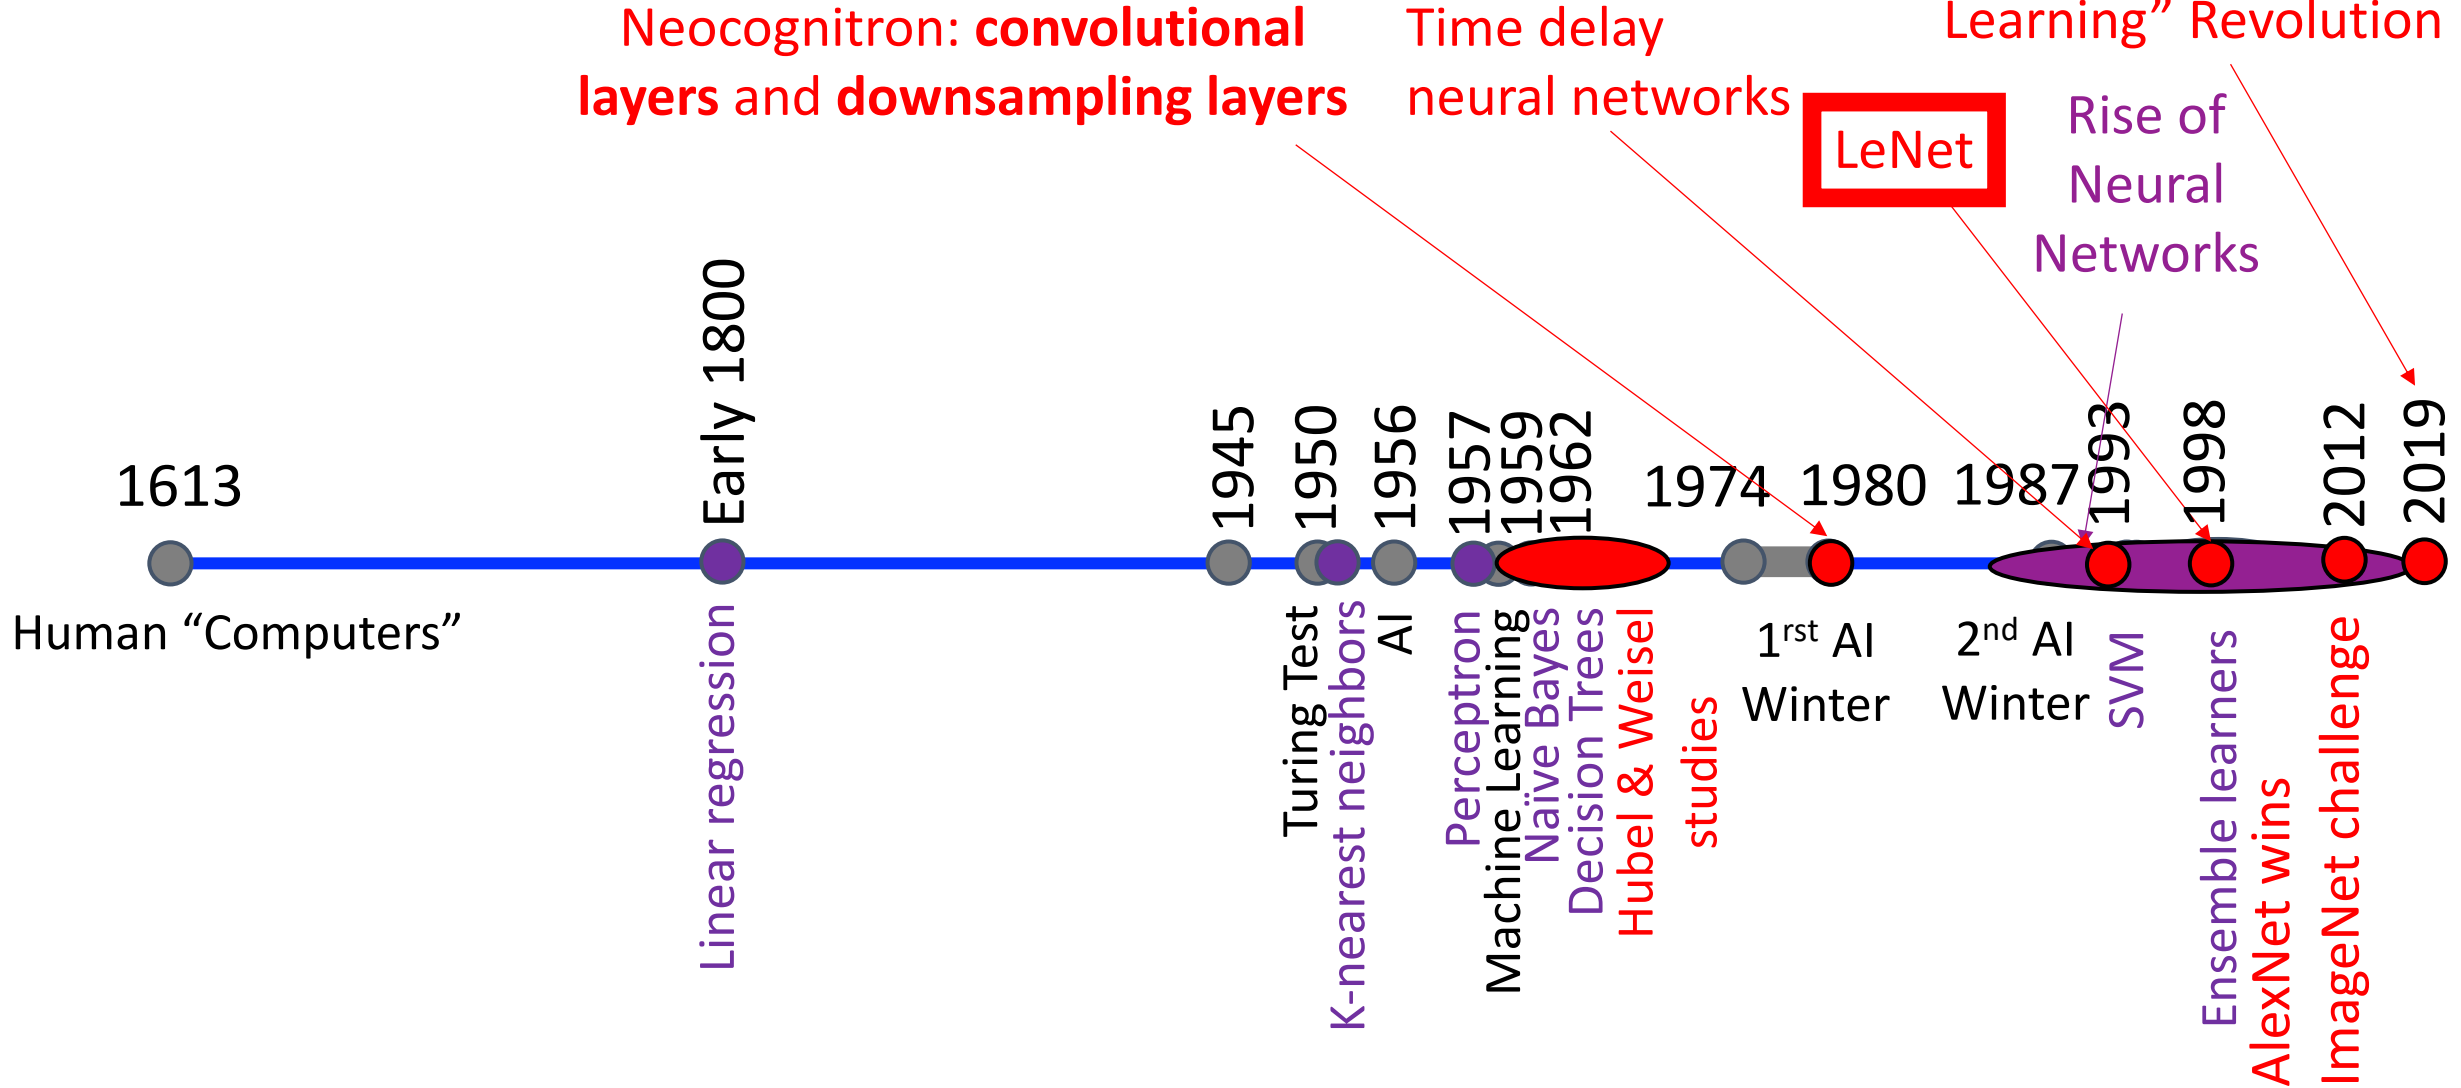 Neocognitron: convolutional
layers and downsampling layers
Time delay
neural networks
Learning” Revolution
LeNet
Rise of
Neural
Networks
1613
Early 1800
1945
1950
1956
1957
1959
1962
1974
1980
1987
1993
1998
2012
2019
Human “Computers”
Linear regression
Turing Test
K-nearest neighbors
AI
Perceptron
Machine Learning
Naïve Bayes
Decision Trees
Hubel & Weisel
studies
1rst AI
Winter
2nd AI
Winter
SVM
Ensemble learners
AlexNet wins
ImageNet challenge